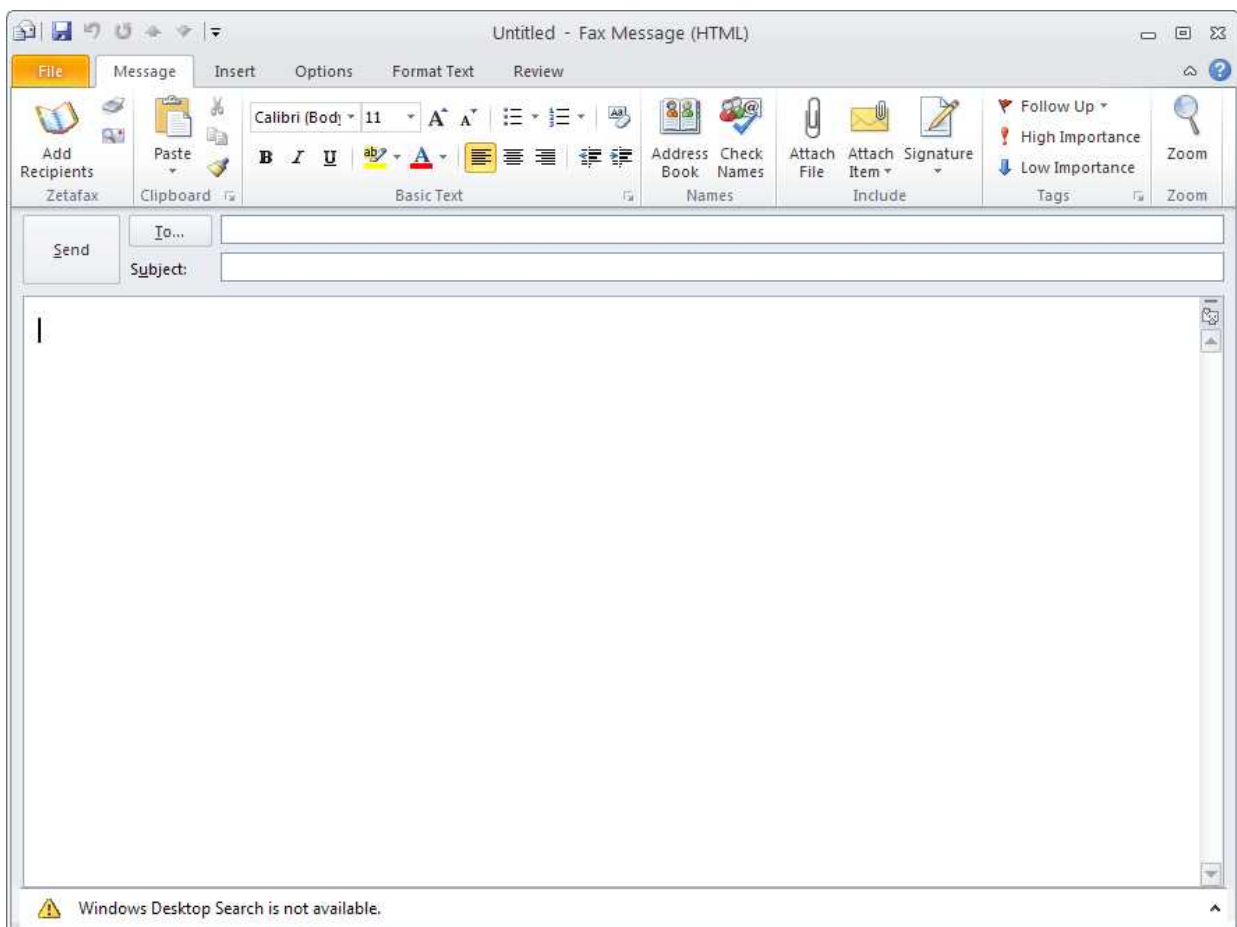 Untitled - Fax Message (HTML)
File Message Insert Options Format Text Review
Calibri (Body 11
Follow Up
High Importance
Low Importance
Add Recipients
Paste
B I U
Address Book
Check Names
Attach File
Attach Item
Signature
Zoom
Zetafax Clipboard Basic Text Names Include Tags Zoom
Send
To...
Subject:
Windows Desktop Search is not available.